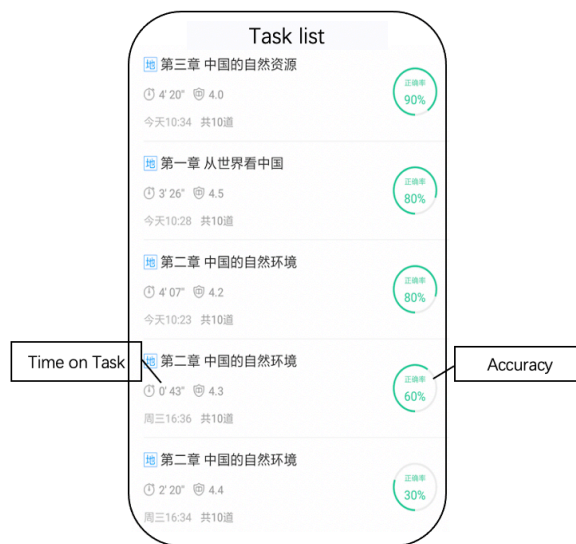 Task list
地 第三章 中国的自然资源
4' 20" 中 4.0
今天10:34 共10道
正确率
90%
地 第一章 从世界看中国
3' 26" 中 4.5
今天10:28 共10道
正确率
80%
地 第二章 中国的自然环境
4' 07" 中 4.2
今天10:23 共10道
正确率
80%
Time on Task
地 第二章 中国的自然环境
0' 43" 中 4.3
周三16:36 共10道
正确率
60%
Accuracy
地 第二章 中国的自然环境
2' 20" 中 4.4
周三16:34 共10道
正确率
30%